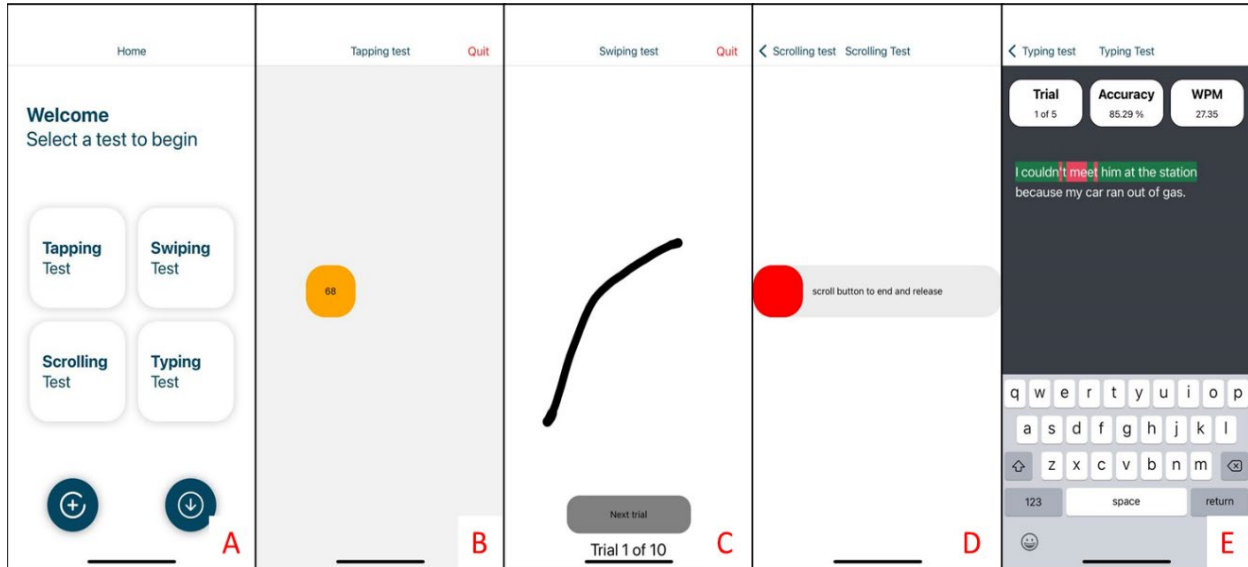 Home
Welcome
Select a test to begin
Tapping
Test
Swiping
Test
Scrolling
Test
Typing
Test
A
Tapping test
Quit
68
B
Swiping test
Quit
Next trial
Trial 1 of 10
C
Scrolling test
Scrolling Test
scroll button to end and release
D
Typing test
Typing Test
Trial
1 of 5
Accuracy
85.29 %
WPM
27.35
I couldn't meet him at the station
because my car ran out of gas.
q w e r t y u i o p
a s d f g h j k l
z x c v b n m
123 space return
E